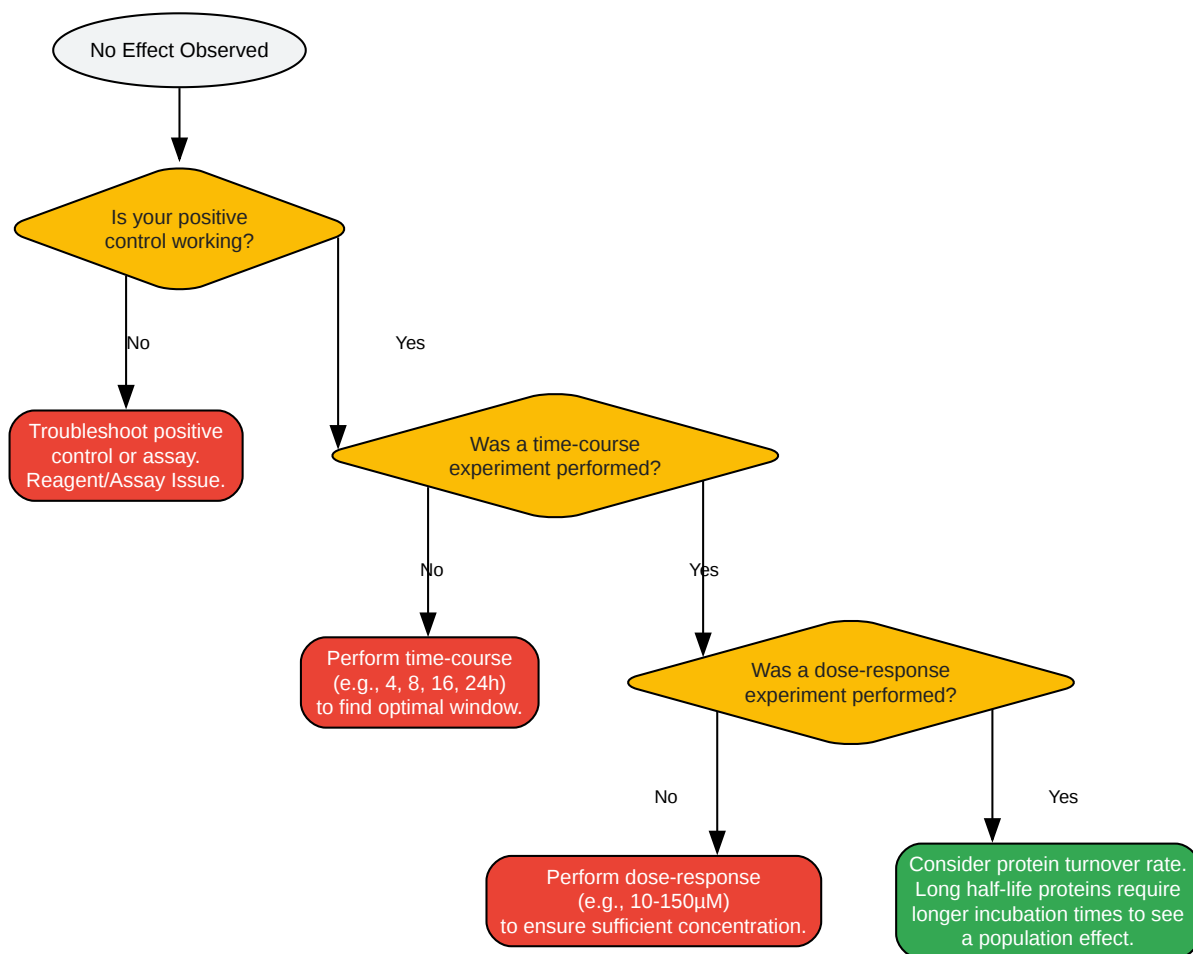 No Effect Observed
Is your positive
control working?
No
Yes
Troubleshoot positive
control or assay.
Reagent/Assay Issue.
Was a time-course
experiment performed?
No
Yes
Perform time-course
(e.g., 4, 8, 16, 24h)
to find optimal window.
Was a dose-response
experiment performed?
No
Yes
Perform dose-response
(e.g., 10-150µM)
to ensure sufficient concentration.
Consider protein turnover rate.
Long half-life proteins require
longer incubation times to see
a population effect.